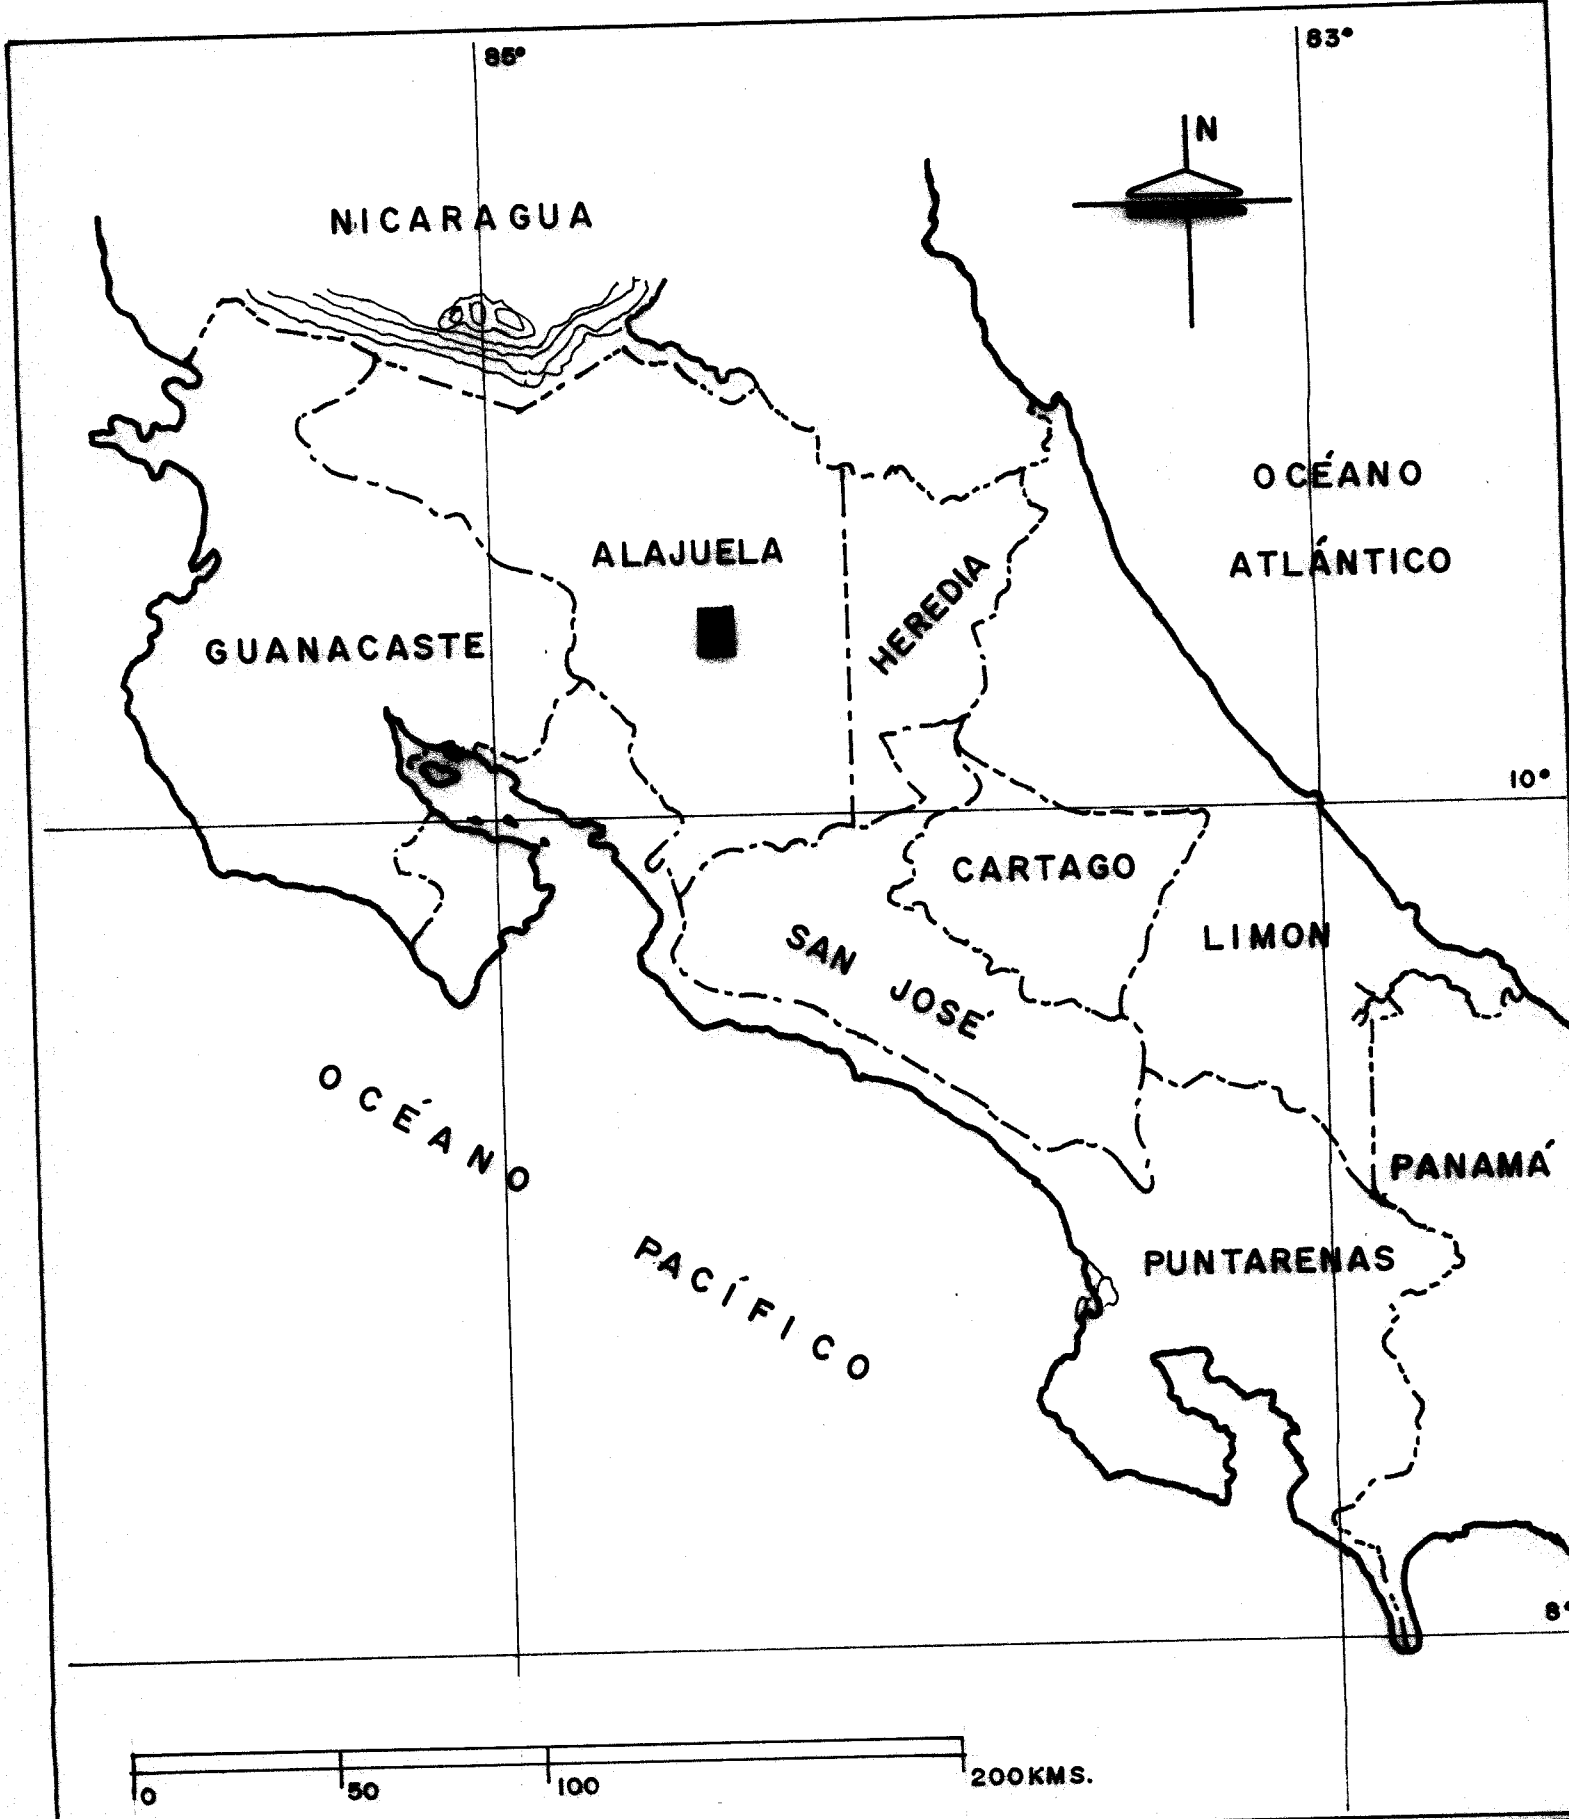 85°
83°
N
NICARAGUA
OCÉANO
ATLÁNTICO
ALAJUELA
HEREDIA
GUANACASTE
10°
CARTAGO
LIMON
SAN JOSÉ
OCÉANO
PACÍFICO
PANAMÁ
PUNTARENAS
8°
0
50
100
200KMS.